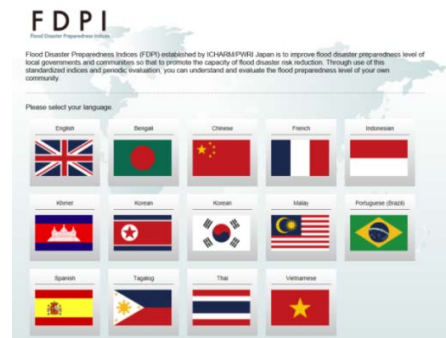 FDPI
Flood Disaster Preparedness Indices
Flood Disaster Preparedness Indices (FDPI) established by ICHARM/PWRI Japan is to improve flood disaster preparedness level of
local governments and communities so that to promote the capacity of flood disaster risk reduction. Through use of this
standardized indices and periodic evaluation, you can understand and evaluate the flood preparedness level of your own
community.
Please select your language.
English Bengali Chinese French Indonesian
Khmer Korean Korean Malay Portuguese (Brazil)
Spanish Tagalog Thai Vietnamese